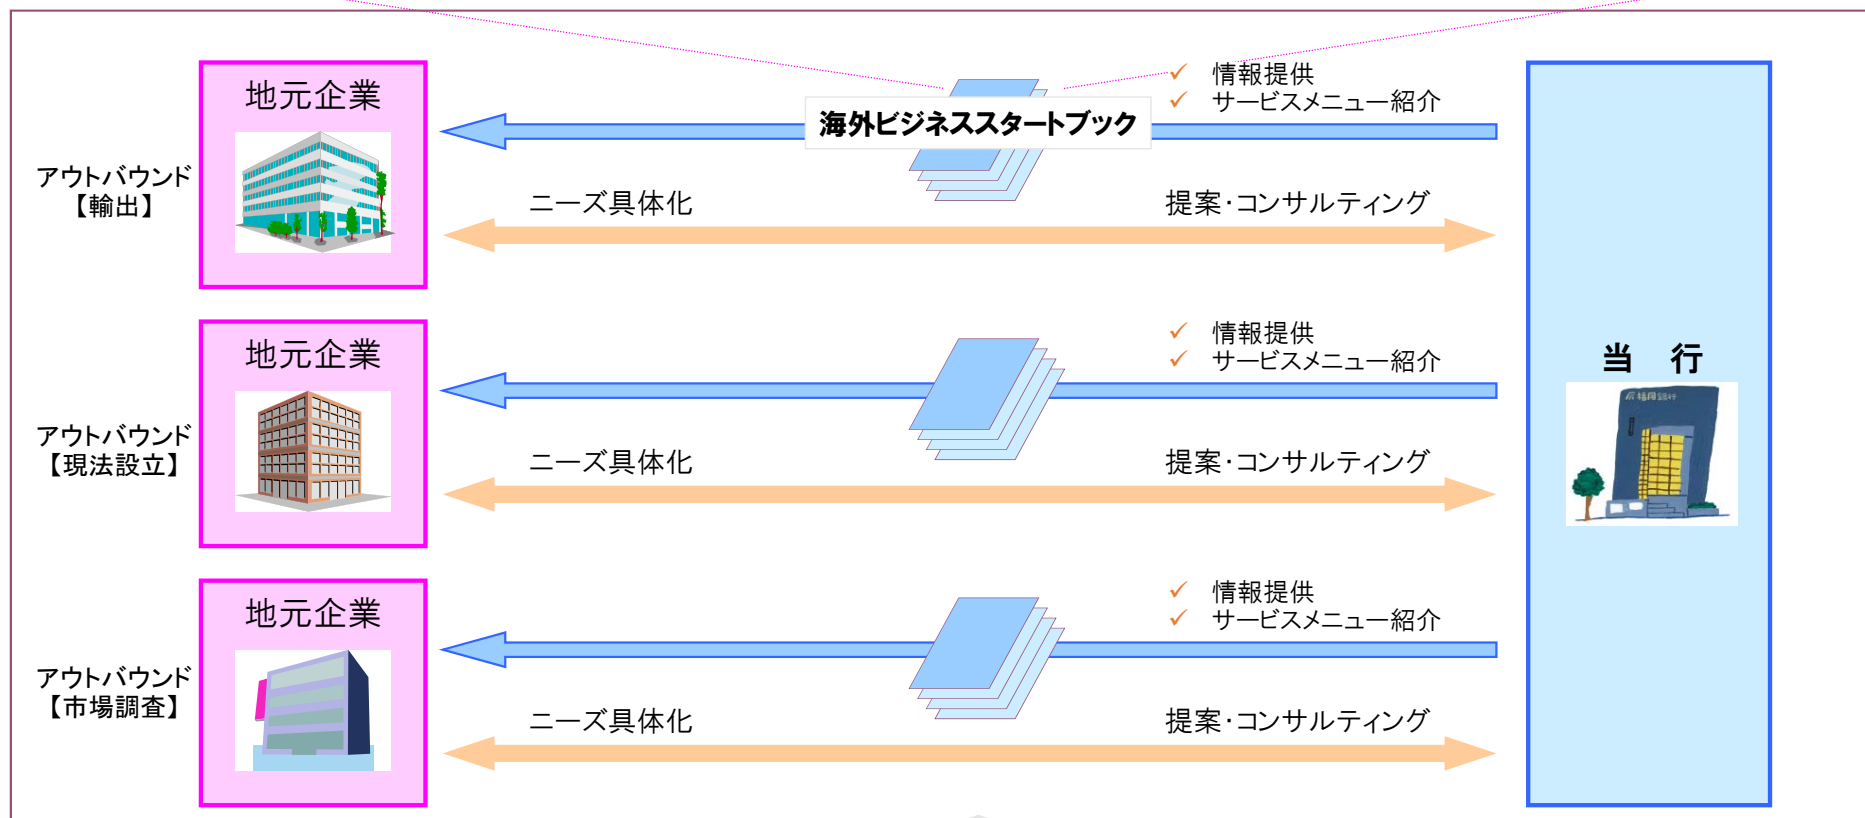 地元企業
アウトバウンド
【輸出】
海外ビジネススタートブック
✓ 情報提供
✓ サービスメニュー紹介
ニーズ具体化
提案・コンサルティング
地元企業
アウトバウンド
【現法設立】
✓ 情報提供
✓ サービスメニュー紹介
ニーズ具体化
提案・コンサルティング
地元企業
アウトバウンド
【市場調査】
✓ 情報提供
✓ サービスメニュー紹介
ニーズ具体化
提案・コンサルティング
当 行
福岡銀行